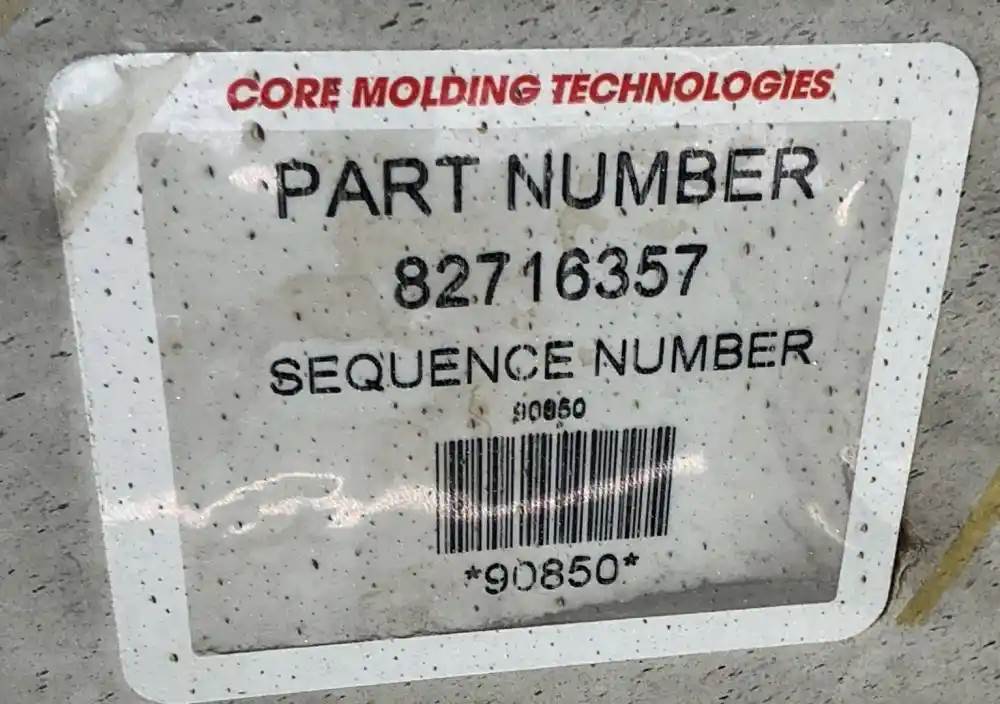 CORE MOLDING TECHNOLOGIES
PART NUMBER
82716357
SEQUENCE NUMBER
90850
*90850*